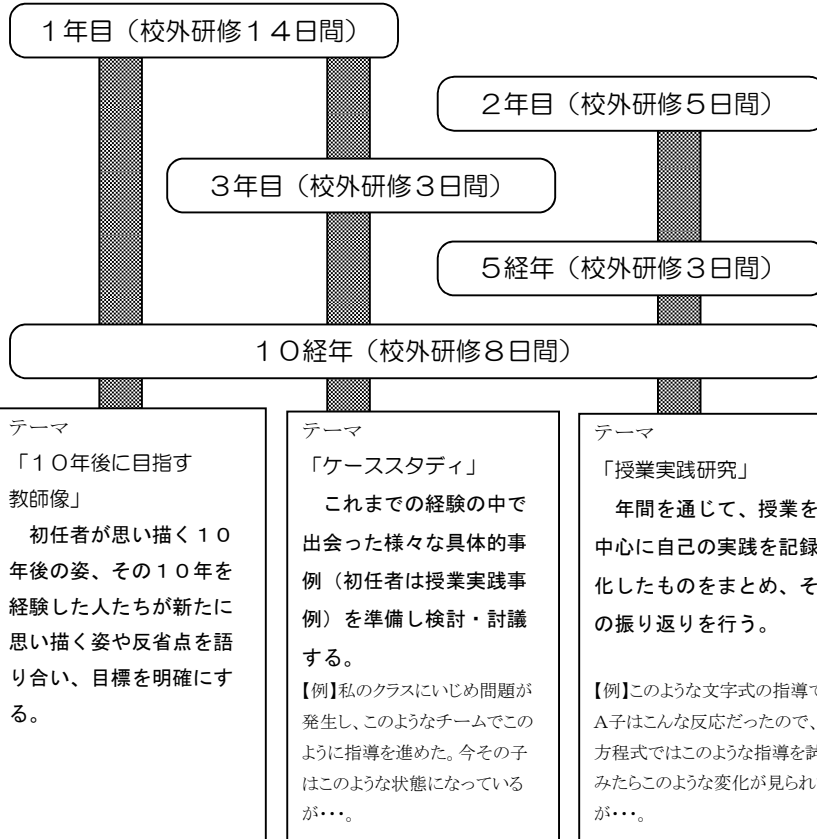 １年目（校外研修１４日間）
２年目（校外研修５日間）
３年目（校外研修３日間）
５経年（校外研修３日間）
１０経年（校外研修８日間）
テーマ
「１０年後に目指す
教師像」
初任者が思い描く１０
年後の姿、その１０年を
経験した人たちが新たに
思い描く姿や反省点を語
り合い、目標を明確にす
る。
テーマ
「ケーススタディ」
これまでの経験の中で
出会った様々な具体的事
例（初任者は授業実践事
例）を準備し検討・討議
する。
【例】私のクラスにいじめ問題が
発生し、このようなチームでこの
ように指導を進めた。今その子
はこのような状態になっている
が・・・。
テーマ
「授業実践研究」
年間を通じて、授業を
中心に自己の実践を記録
化したものをまとめ、そ
の振り返りを行う。
【例】このような文字式の指導で
A子はこんな反応だったので、
方程式ではこのような指導を試
みたらこのような変化が見られ
が・・・。